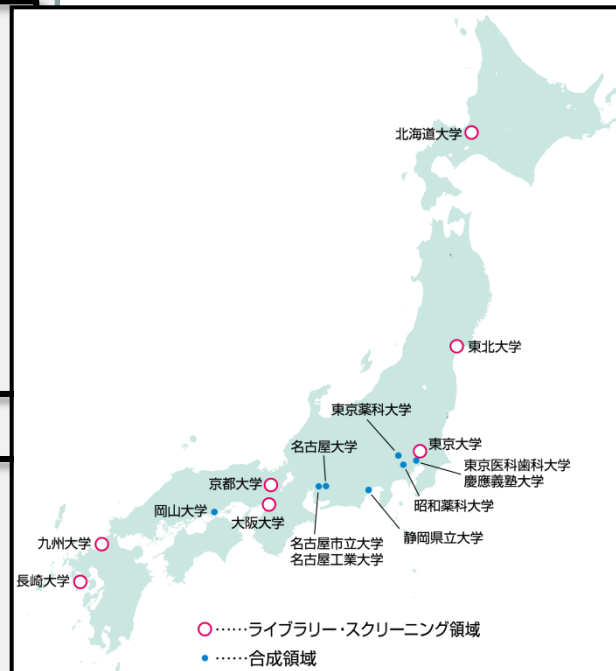 北海道大学
東北大学
東京薬科大学
東京大学
名古屋大学
東京医科歯科大学
慶應義塾大学
京都大学
昭和薬科大学
岡山大学
大阪大学
静岡県立大学
名古屋市立大学
名古屋工業大学
九州大学
長崎大学
○……ライブラリー・スクリーニング領域
●……合成領域